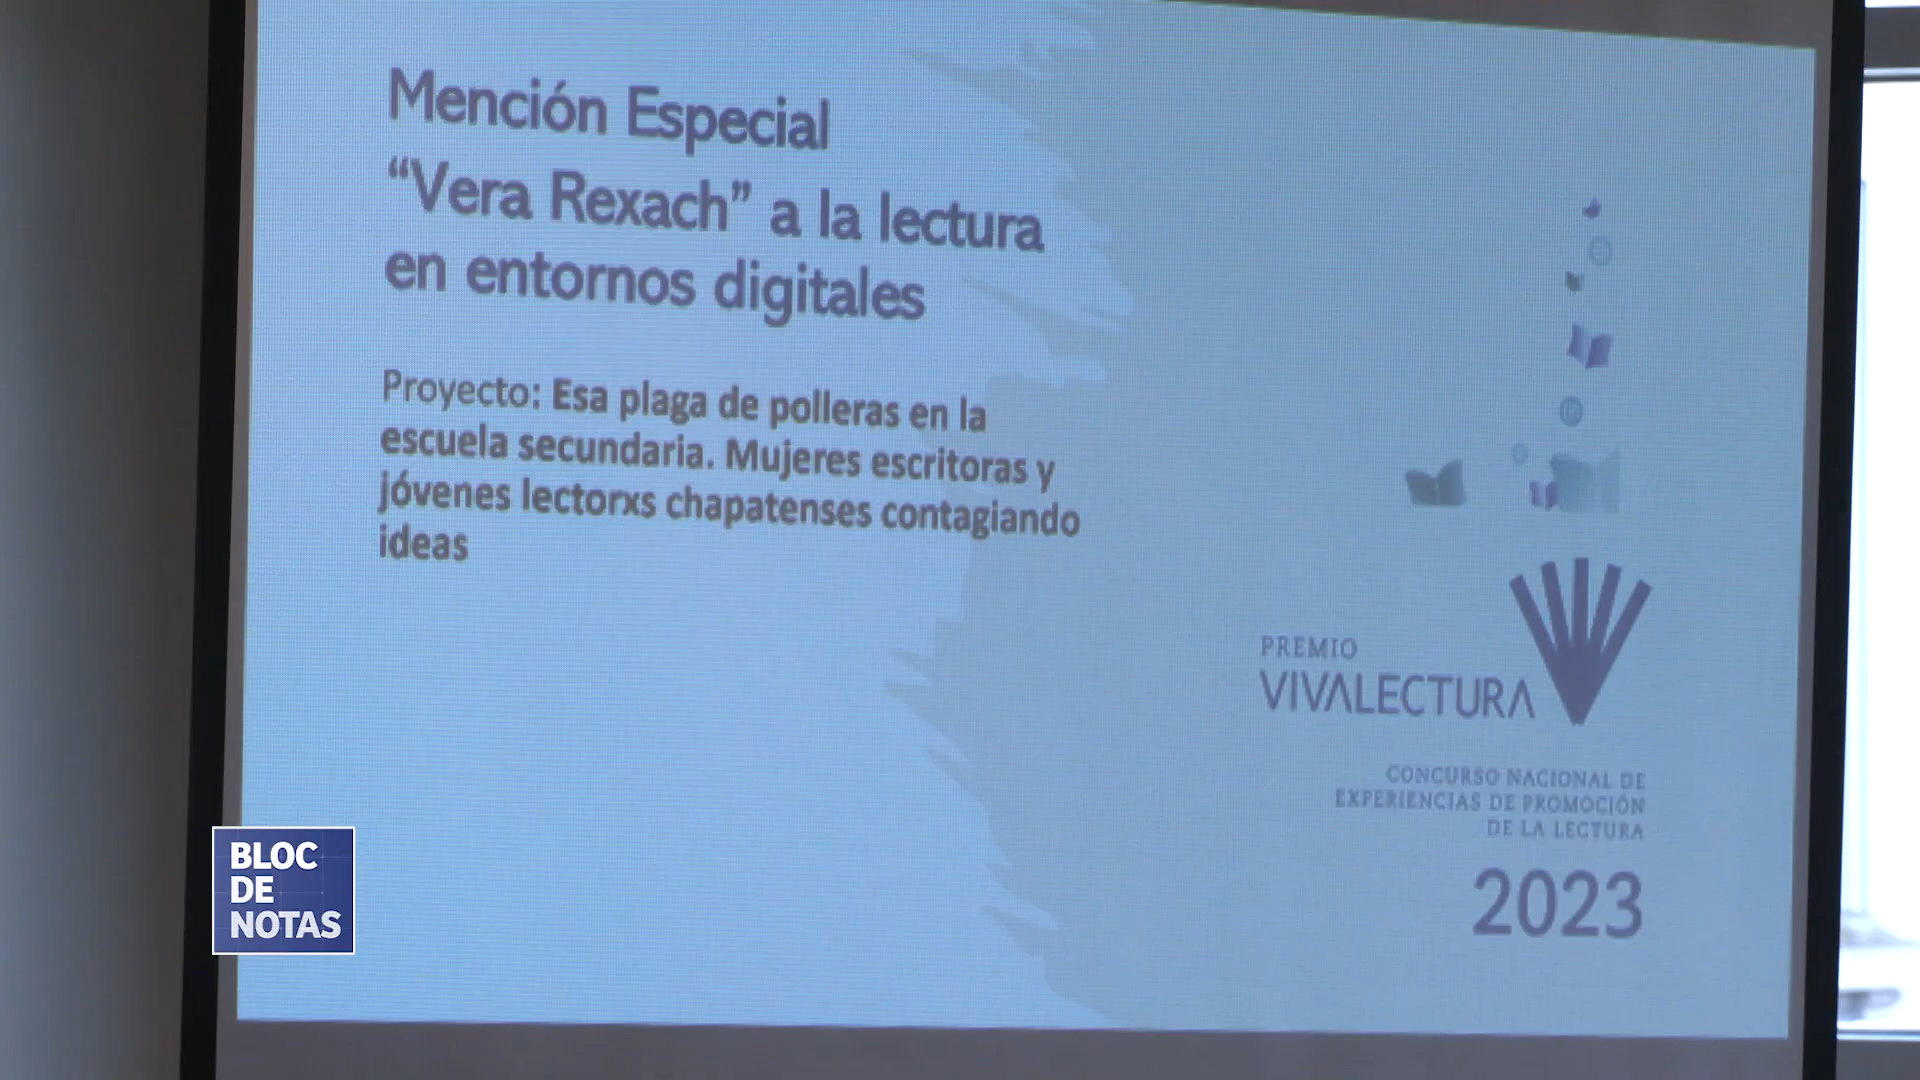 Mención Especial
“Vera Rexach” a la lectura
en entornos digitales
Proyecto: Esa plaga de polleras en la
escuela secundaria. Mujeres escritoras y
jóvenes lectorxs chapatenses contagiando
ideas
PREMIO
VIVALECTURA
CONCURSO NACIONAL DE
EXPERIENCIAS DE PROMOCIÓN
DE LA LECTURA
2023
BLOC
DE
NOTAS